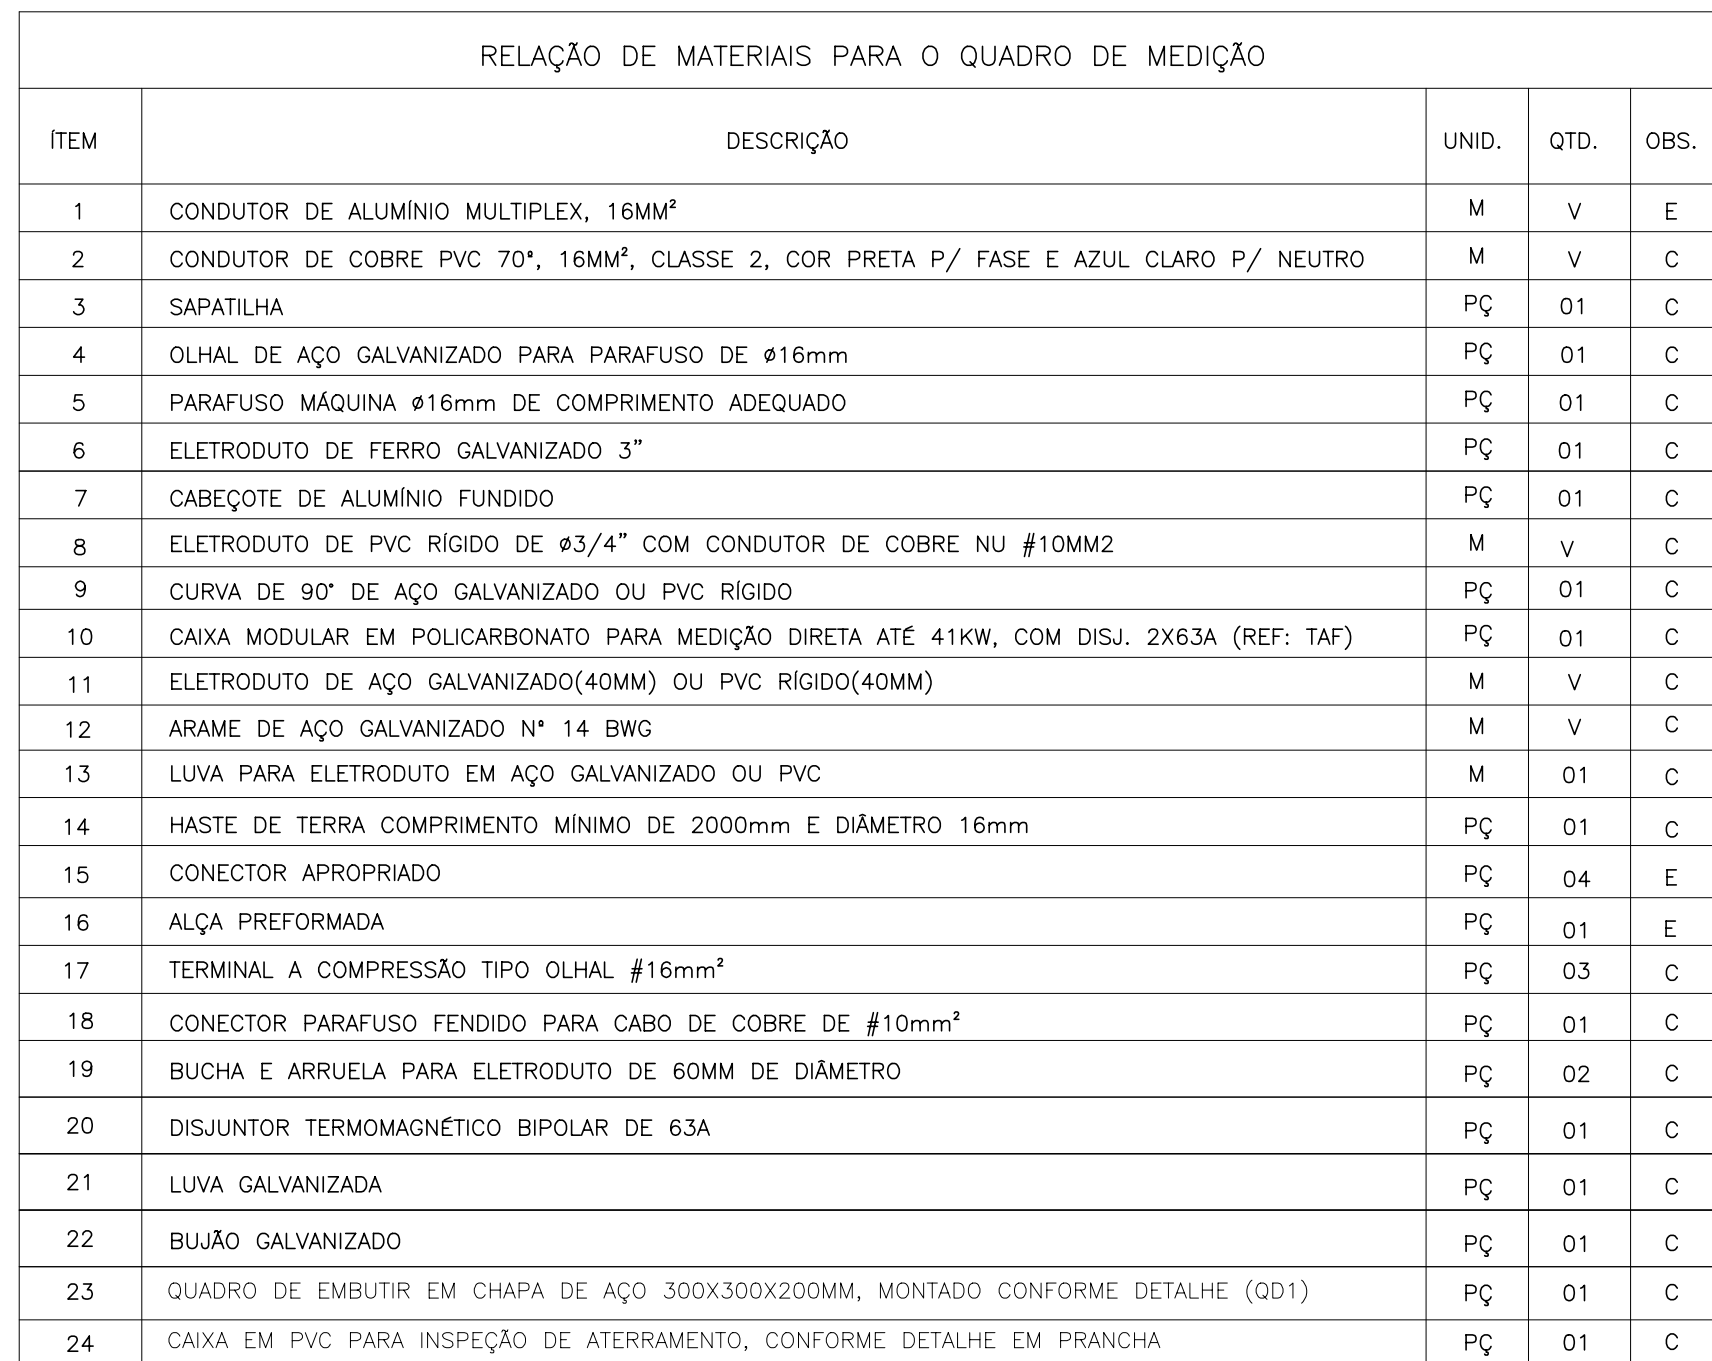 RELAÇÃO DE MATERIAIS PARA O QUADRO DE MEDIÇÃO
ÍTEM DESCRIÇÃO UNID. QTD. OBS.
1 CONDUTOR DE ALUMÍNIO MULTIPLEX, 16MM² M V E
2 CONDUTOR DE COBRE PVC 70°, 16MM², CLASSE 2, COR PRETA P/ FASE E AZUL CLARO P/ NEUTRO M V C
3 SAPATILHA PÇ 01 C
4 OLHAL DE AÇO GALVANIZADO PARA PARAFUSO DE ø16mm PÇ 01 C
5 PARAFUSO MÁQUINA ø16mm DE COMPRIMENTO ADEQUADO PÇ 01 C
6 ELETRODUTO DE FERRO GALVANIZADO 3” PÇ 01 C
7 CABEÇOTE DE ALUMÍNIO FUNDIDO PÇ 01 C
8 ELETRODUTO DE PVC RÍGIDO DE ø3/4” COM CONDUTOR DE COBRE NU #10MM2 M V C
9 CURVA DE 90° DE AÇO GALVANIZADO OU PVC RÍGIDO PÇ 01 C
10 CAIXA MODULAR EM POLICARBONATO PARA MEDIÇÃO DIRETA ATÉ 41KW, COM DISJ. 2X63A (REF: TAF) PÇ 01 C
11 ELETRODUTO DE AÇO GALVANIZADO(40MM) OU PVC RÍGIDO(40MM) M V C
12 ARAME DE AÇO GALVANIZADO N° 14 BWG M V C
13 LUVA PARA ELETRODUTO EM AÇO GALVANIZADO OU PVC M 01 C
14 HASTE DE TERRA COMPRIMENTO MÍNIMO DE 2000mm E DIÂMETRO 16mm PÇ 01 C
15 CONECTOR APROPRIADO PÇ 04 E
16 ALÇA PREFORMADA PÇ 01 E
17 TERMINAL A COMPRESSÃO TIPO OLHAL #16mm² PÇ 03 C
18 CONECTOR PARAFUSO FENDIDO PARA CABO DE COBRE DE #10mm² PÇ 01 C
19 BUCHA E ARRUELA PARA ELETRODUTO DE 60MM DE DIÂMETRO PÇ 02 C
20 DISJUNTOR TERMOMAGNÉTICO BIPOLAR DE 63A PÇ 01 C
21 LUVA GALVANIZADA PÇ 01 C
22 BUJÃO GALVANIZADO PÇ 01 C
23 QUADRO DE EMBUTIR EM CHAPA DE AÇO 300X300X200MM, MONTADO CONFORME DETALHE (QD1) PÇ 01 C
24 CAIXA EM PVC PARA INSPEÇÃO DE ATERRAMENTO, CONFORME DETALHE EM PRANCHA PÇ 01 C